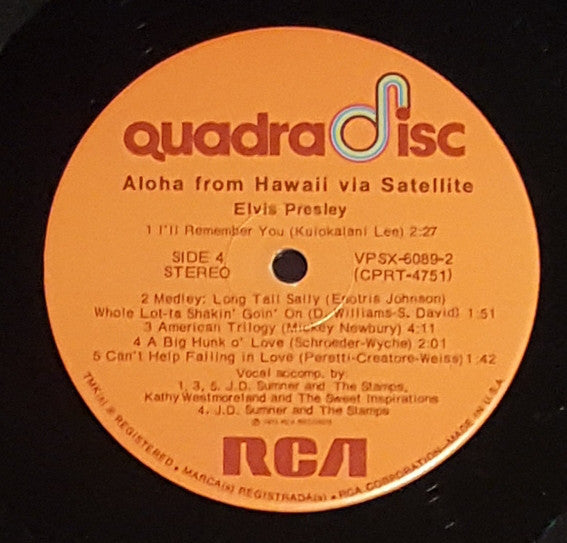 quadradisc
Aloha from Hawaii via Satellite
Elvis Presley
1 I'll Remember You (Kuiokalani Lee) 2:27
SIDE 4
STEREO
VPSX-6089-2
(CPRT-4751)
2 Medley: Long Tall Sally (Enotris Johnson)
Whole Lot-ta Shakin' Goin' On (D. Williams-S. David) 1:51
3 American Trilogy (Mickey Newbury) 4:11
4 A Big Hunk o' Love (Schroeder-Wyche) 2:01
5 Can't Help Falling in Love (Peretti-Creatore-Weiss) 1:42
Vocal accomp. by:
1, 3, 5. J.D. Sumner and The Stamps,
Kathy Westmoreland and The Sweet Inspirations
4. J.D. Sumner and The Stamps
℗ 1973 RCA RECORDS
RCA
TMK(s) ® REGISTERED • MARCA(s) REGISTRADA(s) • RCA CORPORATION—MADE IN U.S.A.